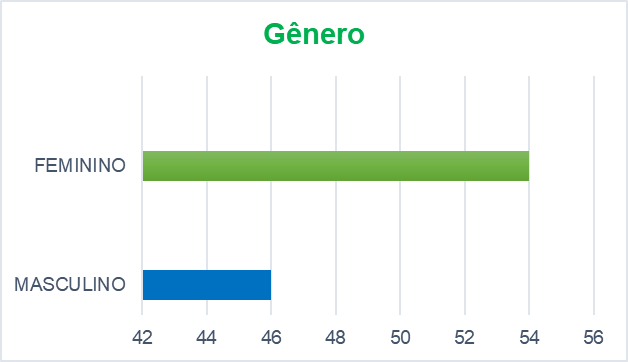 Gênero
FEMININO
MASCULINO
42 44 46 48 50 52 54 56